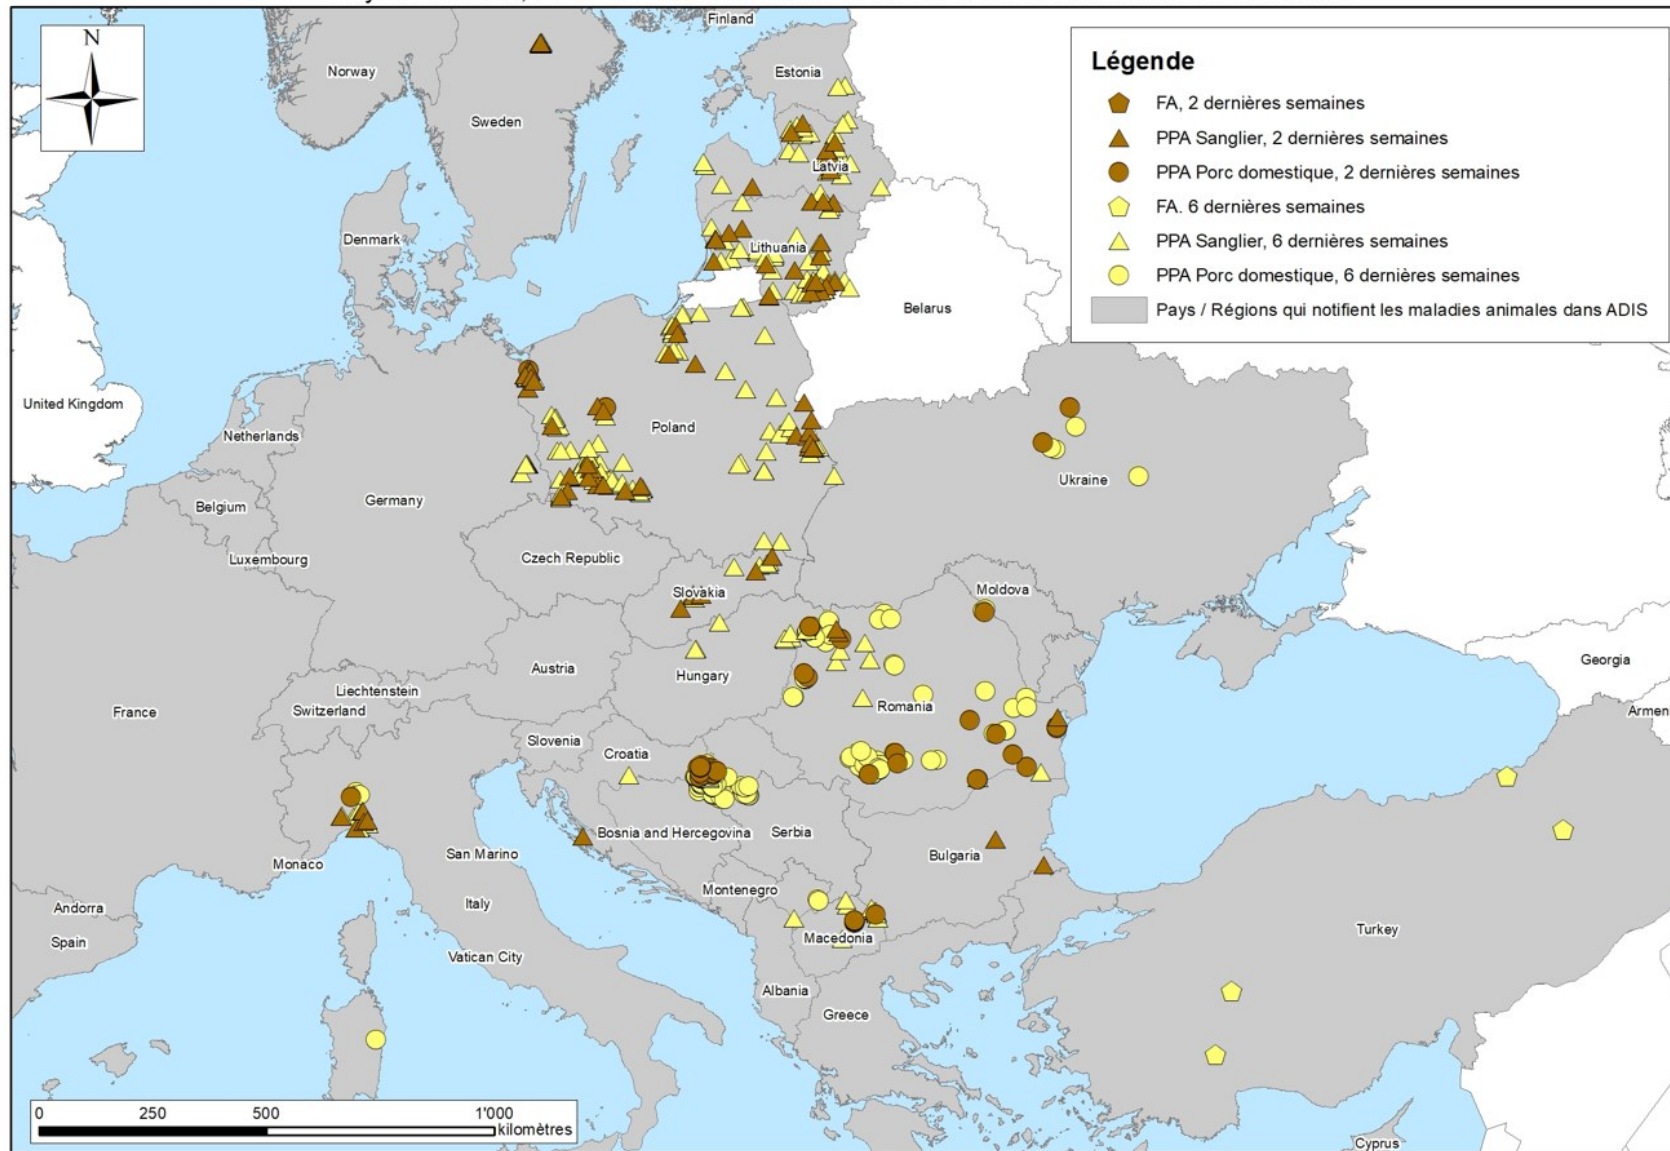 Finland
N
Norway
Sweden
Estonia
Latvia
Denmark
Lithuania
Belarus
United Kingdom
Netherlands
Poland
Ukraine
Germany
Belgium
Luxembourg
Czech Republic
Slovakia
Moldova
Austria
Hungary
Liechtenstein
Switzerland
France
Romania
Georgia
Armen
Slovenia
Croatia
Bosnia and Hercegovina
Serbia
San Marino
Monaco
Bulgaria
Montenegro
Italy
Andorra
Spain
Macedonia
Turkey
Vatican City
Albania
Greece
Cyprus
Légende
FA, 2 dernières semaines
PPA Sanglier, 2 dernières semaines
PPA Porc domestique, 2 dernières semaines
FA. 6 dernières semaines
PPA Sanglier, 6 dernières semaines
PPA Porc domestique, 6 dernières semaines
Pays / Régions qui notifient les maladies animales dans ADIS
0 250 500 1'000
kilomètres